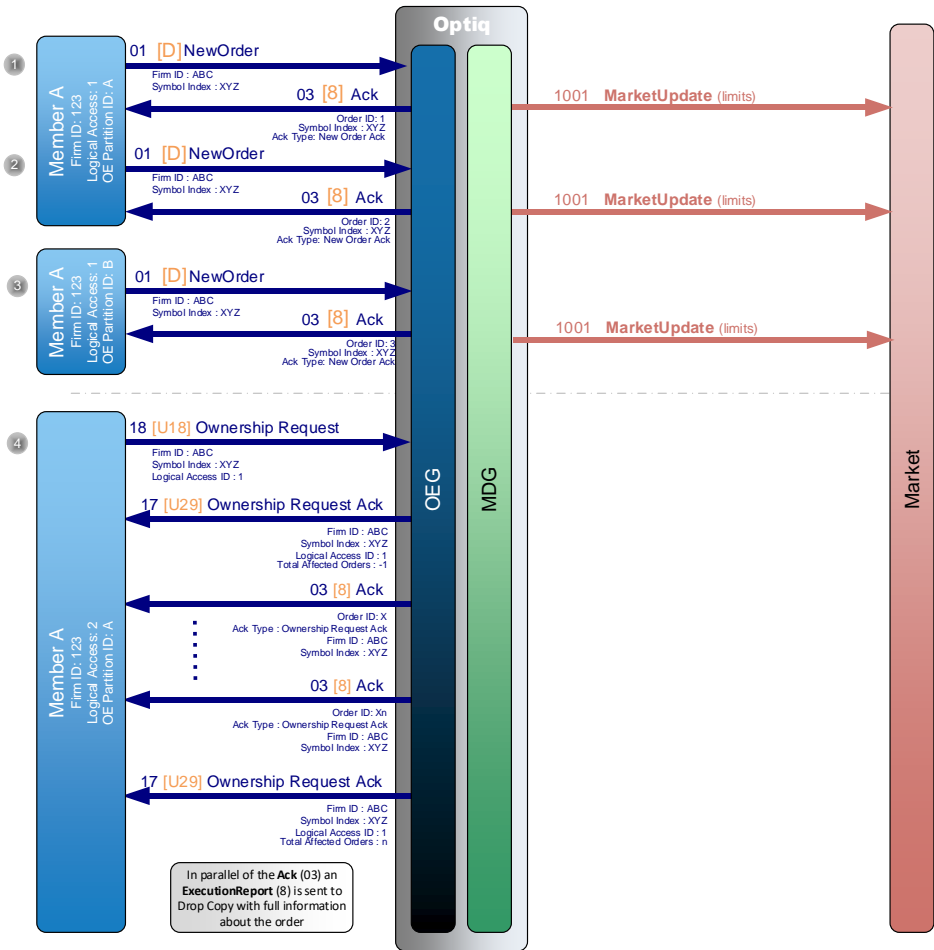 Optiq
1
Member A
Firm ID: 123
Logical Access: 1
OE Partition ID: A
01 [D]NewOrder
Firm ID : ABC
Symbol Index : XYZ
03 [8] Ack
Order ID: 1
Symbol Index : XYZ
Ack Type: New Order Ack
1001 MarketUpdate (limits)
2
01 [D]NewOrder
Firm ID : ABC
Symbol Index : XYZ
03 [8] Ack
Order ID: 2
Symbol Index : XYZ
Ack Type: New Order Ack
1001 MarketUpdate (limits)
3
Member A
Firm ID: 123
Logical Access: 1
OE Partition ID: B
01 [D]NewOrder
Firm ID : ABC
Symbol Index : XYZ
03 [8] Ack
Order ID: 3
Symbol Index : XYZ
Ack Type: New Order Ack
1001 MarketUpdate (limits)
4
Member A
Firm ID: 123
Logical Access: 2
OE Partition ID: A
18 [U18] Ownership Request
Firm ID : ABC
Symbol Index : XYZ
Logical Access ID : 1
17 [U29] Ownership Request Ack
Firm ID : ABC
Symbol Index : XYZ
Logical Access ID : 1
Total Affected Orders : -1
03 [8] Ack
Order ID: X
Ack Type : Ownership Request Ack
Firm ID : ABC
Symbol Index : XYZ
03 [8] Ack
Order ID: Xn
Ack Type : Ownership Request Ack
Firm ID : ABC
Symbol Index : XYZ
17 [U29] Ownership Request Ack
Firm ID : ABC
Symbol Index : XYZ
Logical Access ID : 1
Total Affected Orders : n
In parallel of the Ack (03) an
ExecutionReport (8) is sent to
Drop Copy with full information
about the order
OEG
MDG
Market